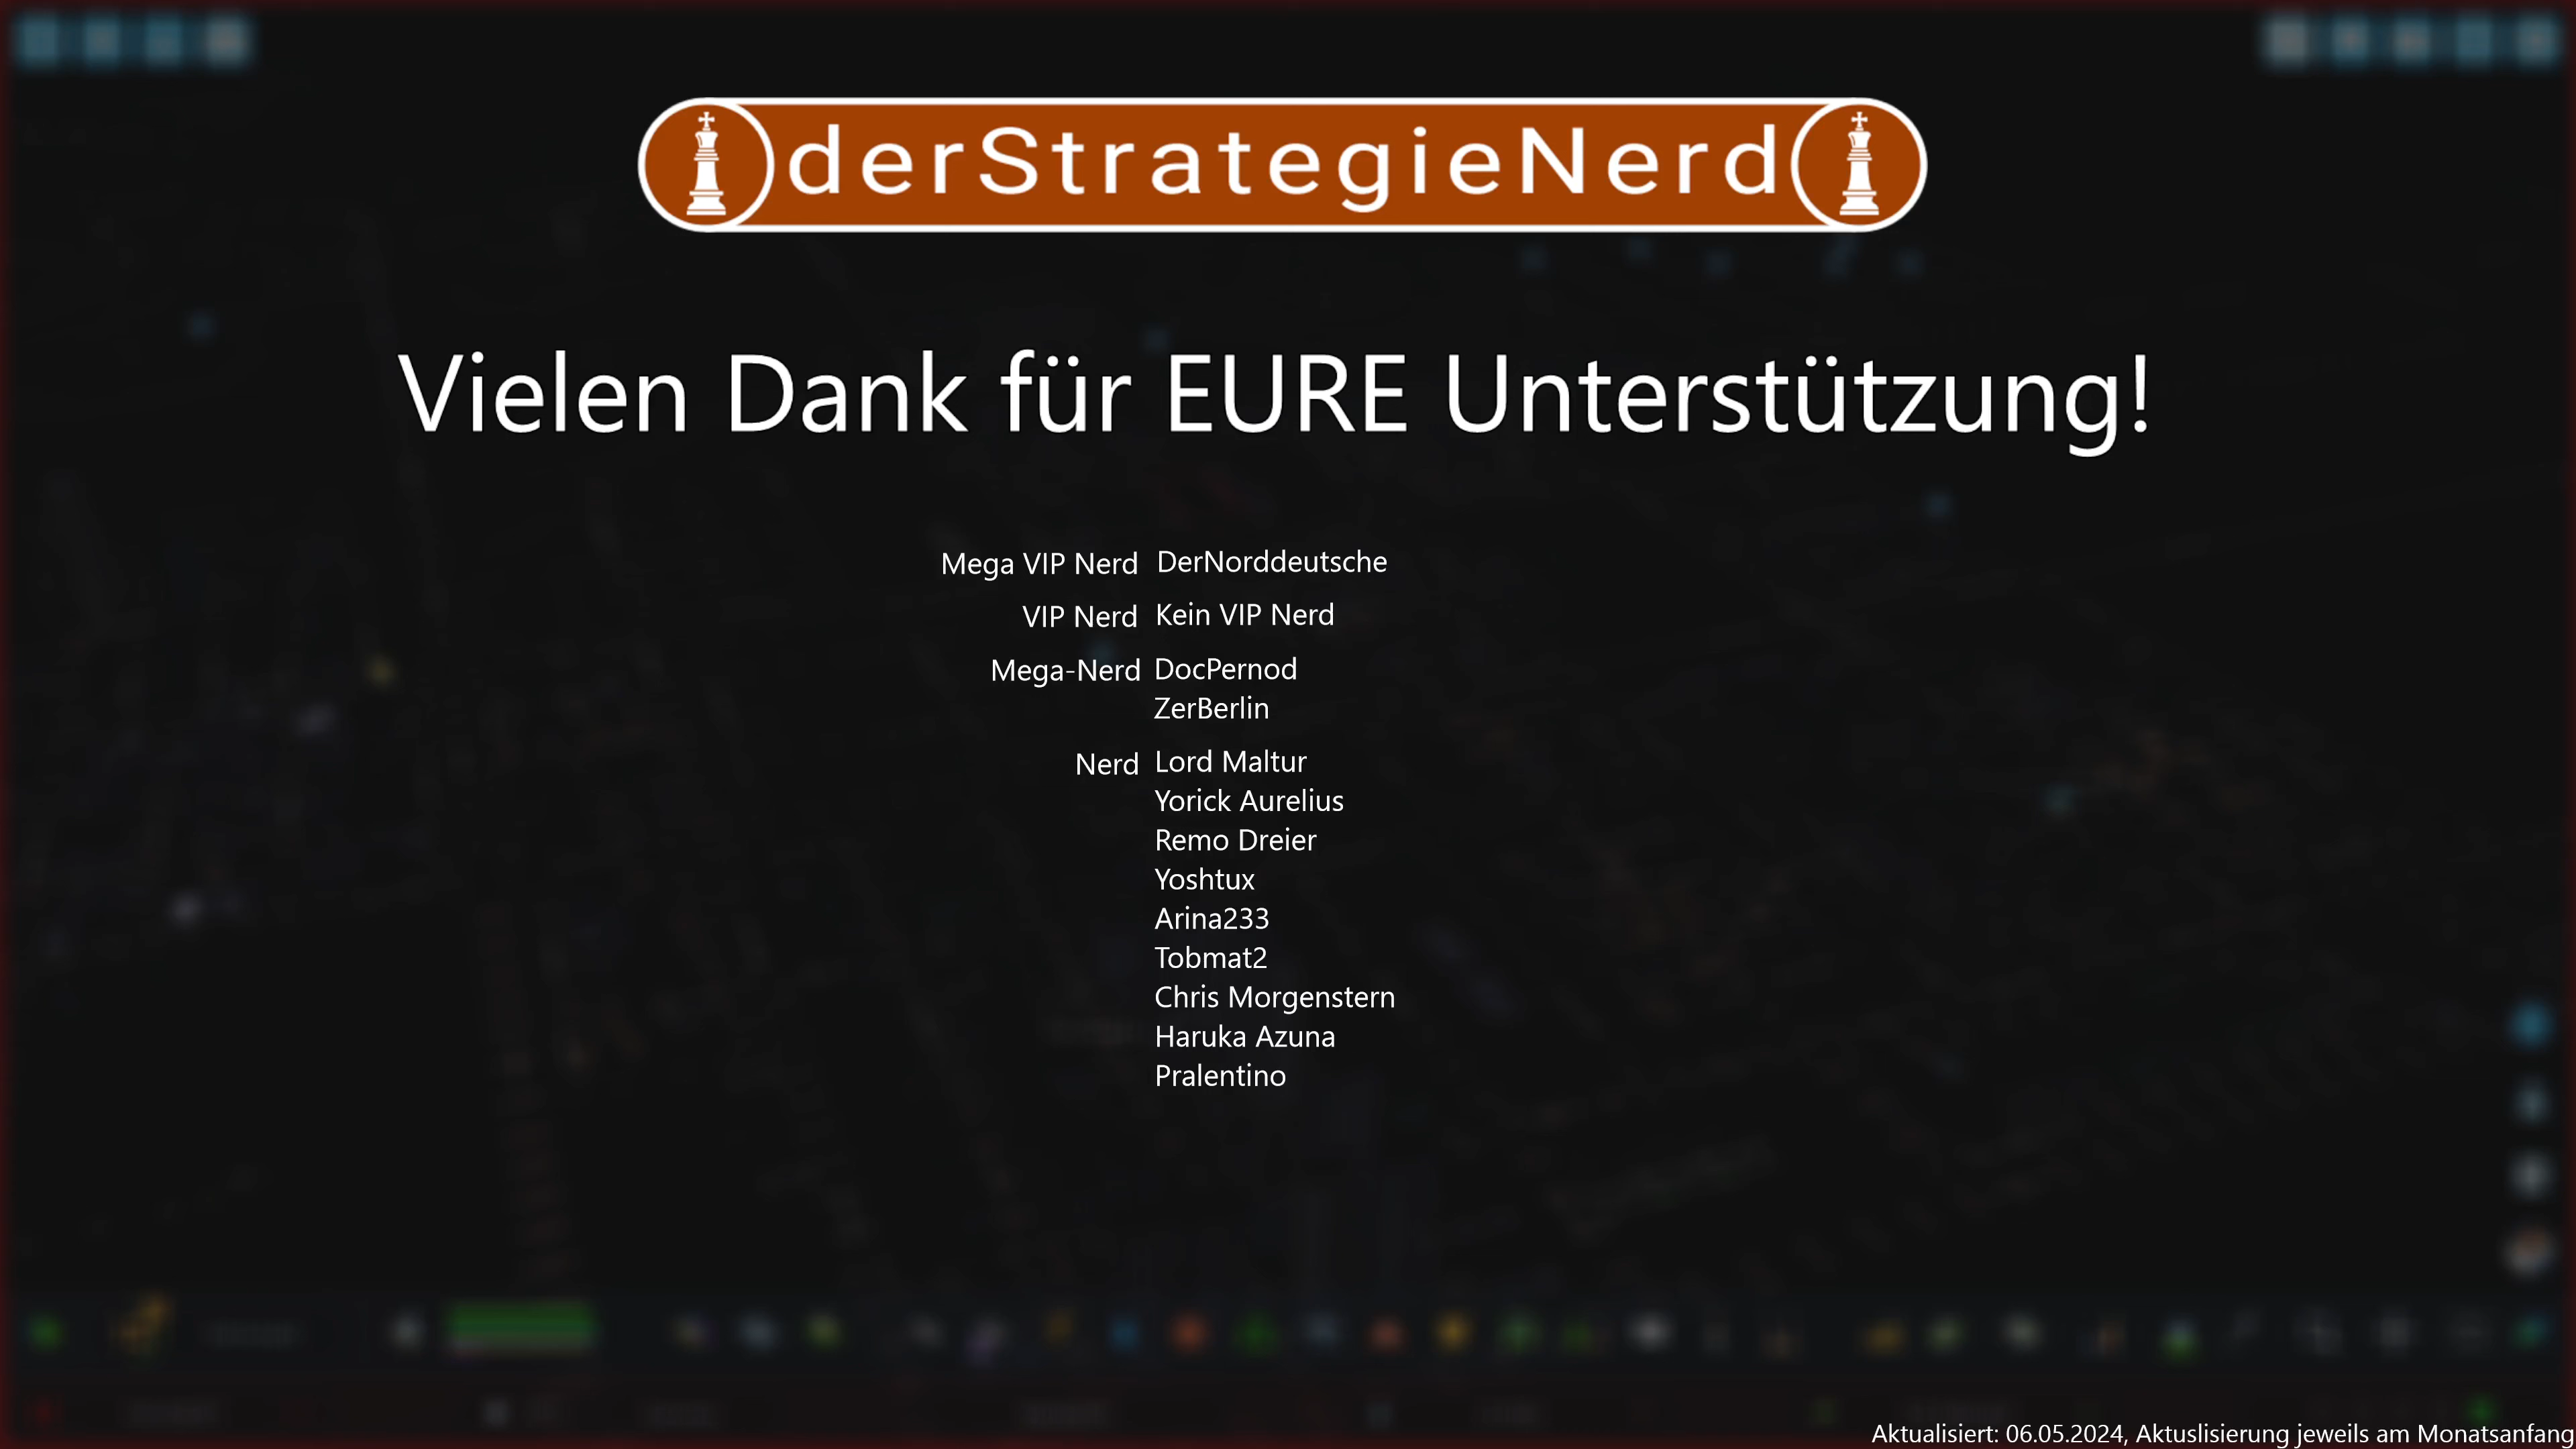 derStrategieNerd
Vielen Dank für EURE Unterstützung!
Mega VIP Nerd DerNorddeutsche
VIP Nerd Kein VIP Nerd
Mega-Nerd DocPernod
ZerBerlin
Nerd Lord Maltur
Yorick Aurelius
Remo Dreier
Yoshtux
Arina233
Tobmat2
Chris Morgenstern
Haruka Azuna
Pralentino
Aktualisiert: 06.05.2024, Aktuslisierung jeweils am Monatsanfang